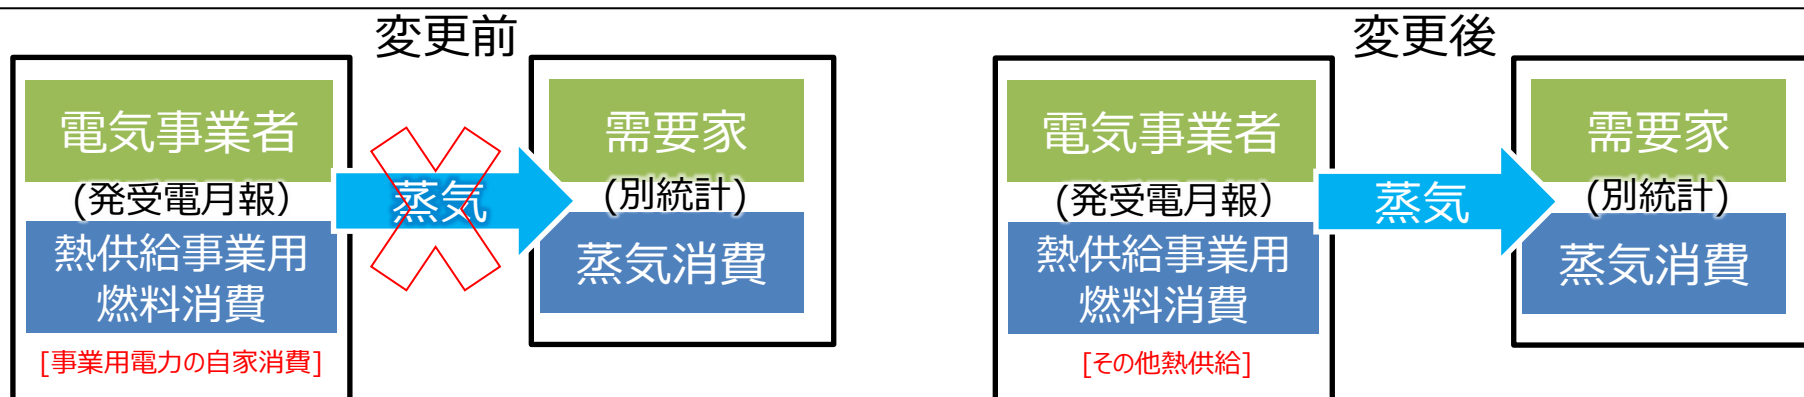 変更前
電気事業者
(発受電月報)
熱供給事業用
燃料消費
[事業用電力の自家消費]
蒸気
需要家
(別統計)
蒸気消費
変更後
電気事業者
(発受電月報)
熱供給事業用
燃料消費
[その他熱供給]
蒸気
需要家
(別統計)
蒸気消費